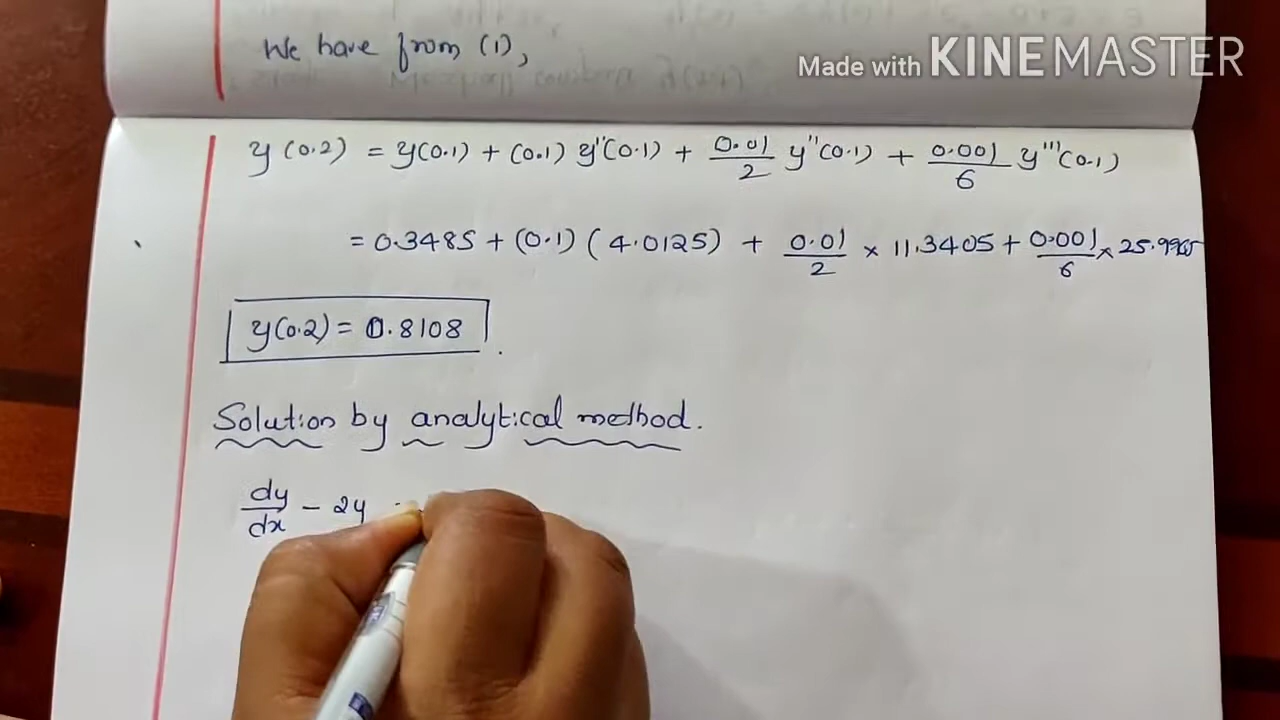 We have from (1),
Made with KINEMASTER
y(0.2) = y(0.1) + (0.1) y''(0.1) + 0.01/2 y''(0.1) + 0.001/6 y'''(0.1)
= 0.3485 + (0.1) (4.0125) + 0.01/2 × 11.3405 + 0.001/6 ×
y(0.2) = 0.8108
Solution by analytical method.
dy/dx - 2y